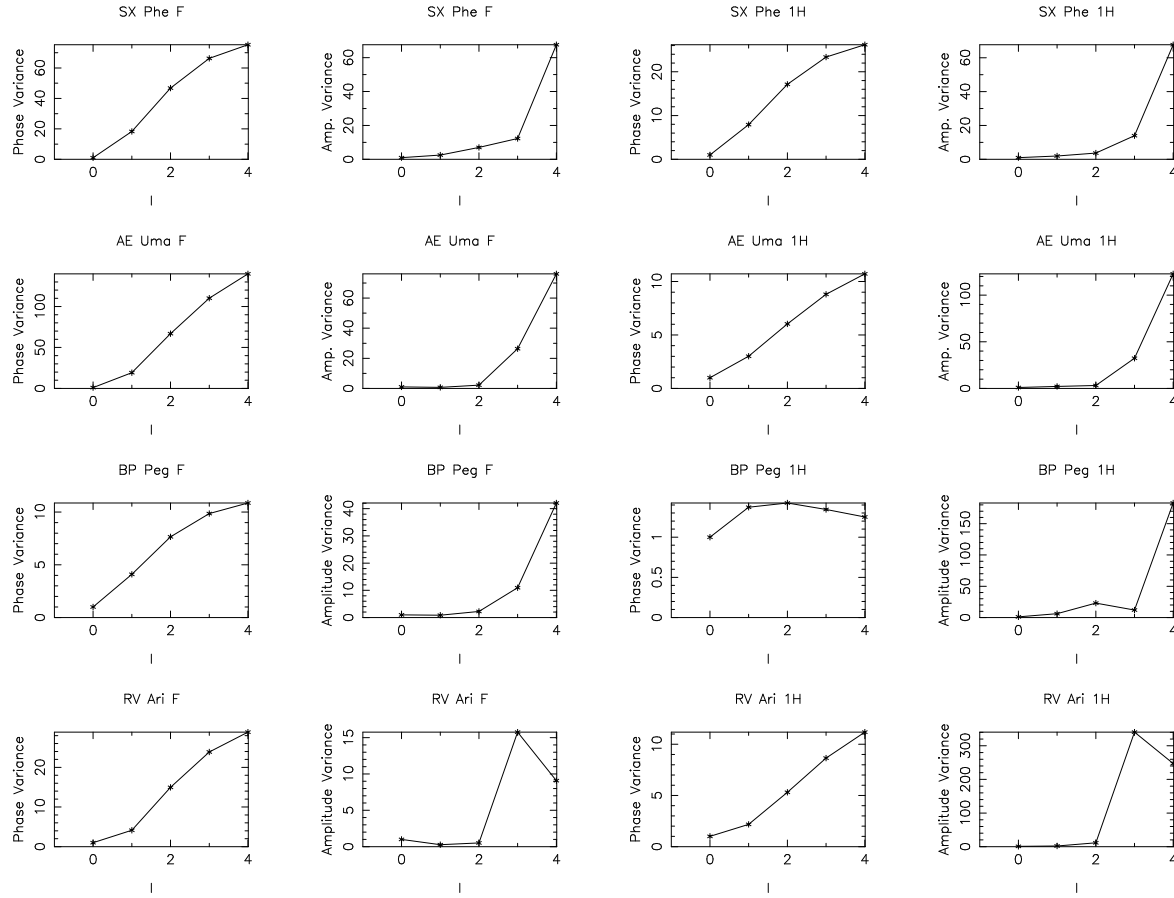 SX Phe F
SX Phe F
SX Phe 1H
SX Phe 1H
Phase Variance
0 20 40 60
0 2 4
l
Amp. Variance
0 20 40 60
0 2 4
l
Phase Variance
0 10 20
0 2 4
l
Amp. Variance
0 20 40 60
0 2 4
l
AE Uma F
AE Uma F
AE Uma 1H
AE Uma 1H
Phase Variance
0 50 100
0 2 4
l
Amp. Variance
0 20 40 60
0 2 4
l
Phase Variance
0 5 10
0 2 4
l
Amp. Variance
0 50 100
0 2 4
l
BP Peg F
BP Peg F
BP Peg 1H
BP Peg 1H
Phase Variance
0 5 10
0 2 4
l
Amplitude Variance
0 10 20 30 40
0 2 4
l
Phase Variance
0 0.5 1
0 2 4
l
Amplitude Variance
0 50 100 150
0 2 4
l
RV Ari F
RV Ari F
RV Ari 1H
RV Ari 1H
Phase Variance
0 10 20
0 2 4
l
Amplitude Variance
0 5 10 15
0 2 4
l
Phase Variance
0 5 10
0 2 4
l
Amplitude Variance
0 100 200 300
0 2 4
l